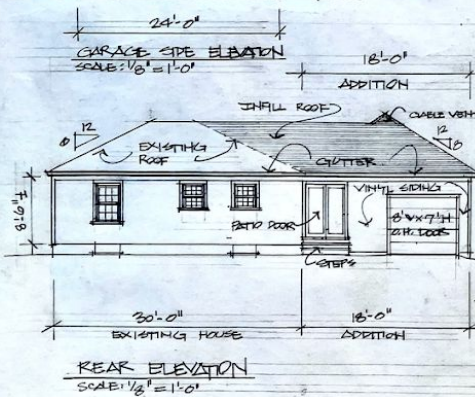 24'-0"
GARAGE SIDE ELEVATION
SCALE: 1/8" = 1'-0"
18'-0"
ADDITION
INFILL ROOF
GABLE VENT
12
8
EXISTING
ROOF
GUTTER
12
8
8'-6"±
VINYL SIDING
PATIO DOOR
8'W x 7'H
O.H. DOOR
STEPS
30'-0"
18'-0"
EXISTING HOUSE
ADDITION
REAR ELEVATION
SCALE: 1/8" = 1'-0"